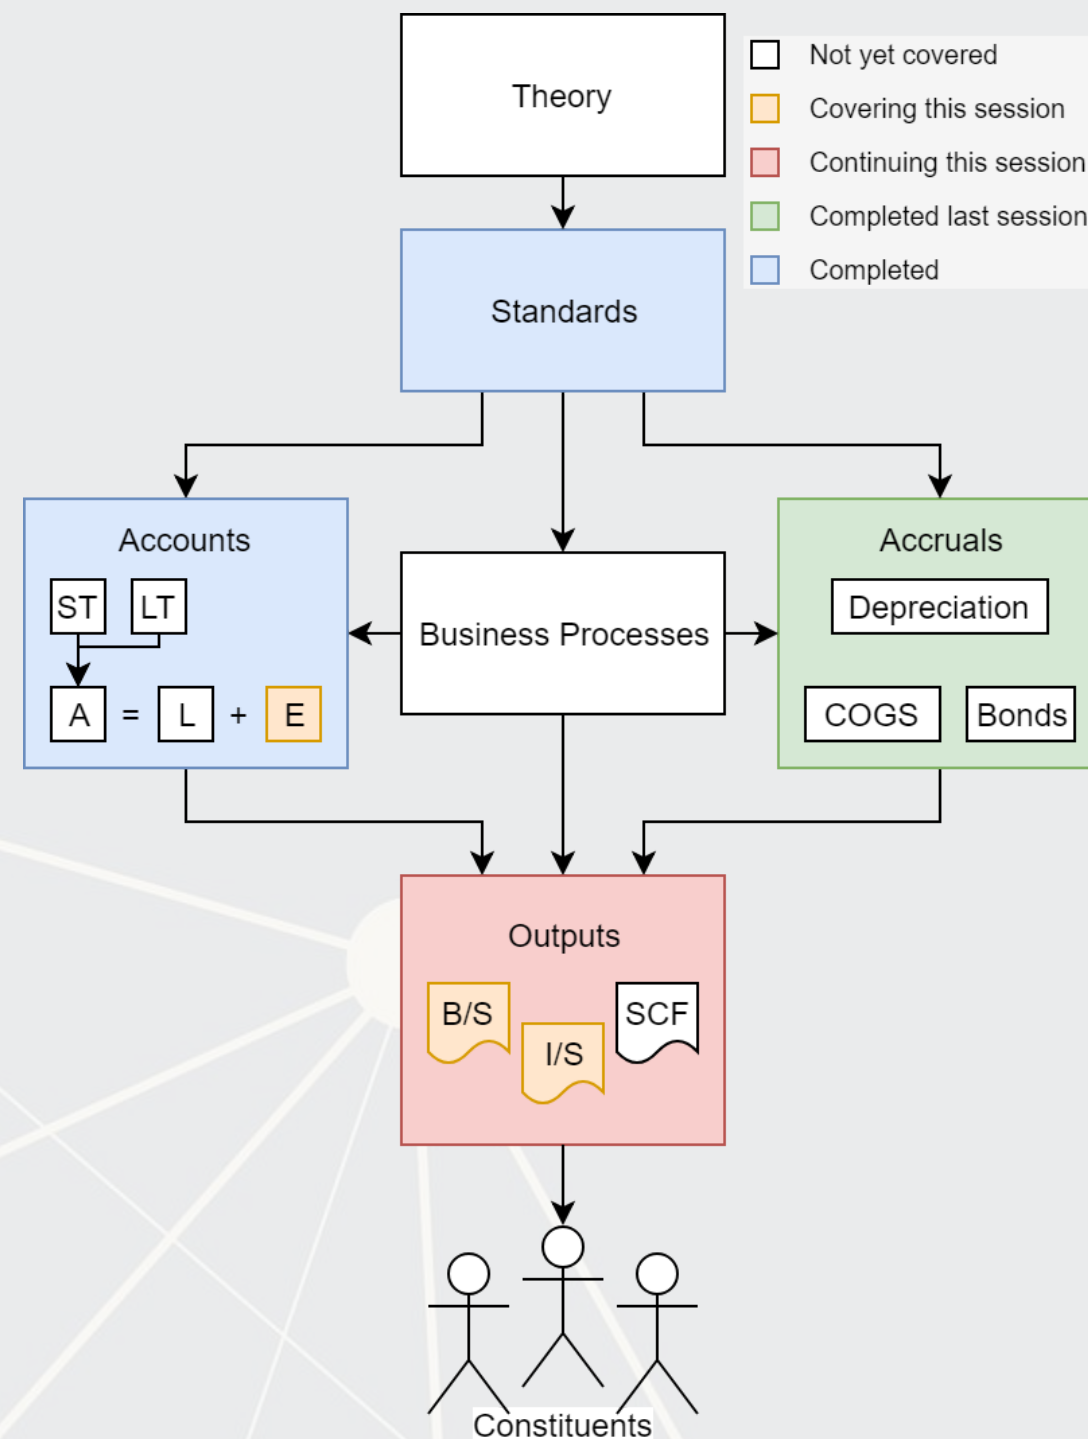 Theory
Not yet covered
Covering this session
Continuing this session
Completed last session
Completed
Standards
Accounts
ST LT
A = L + E
Business Processes
Accruals
Depreciation
COGS Bonds
Outputs
B/S I/S SCF
Constituents